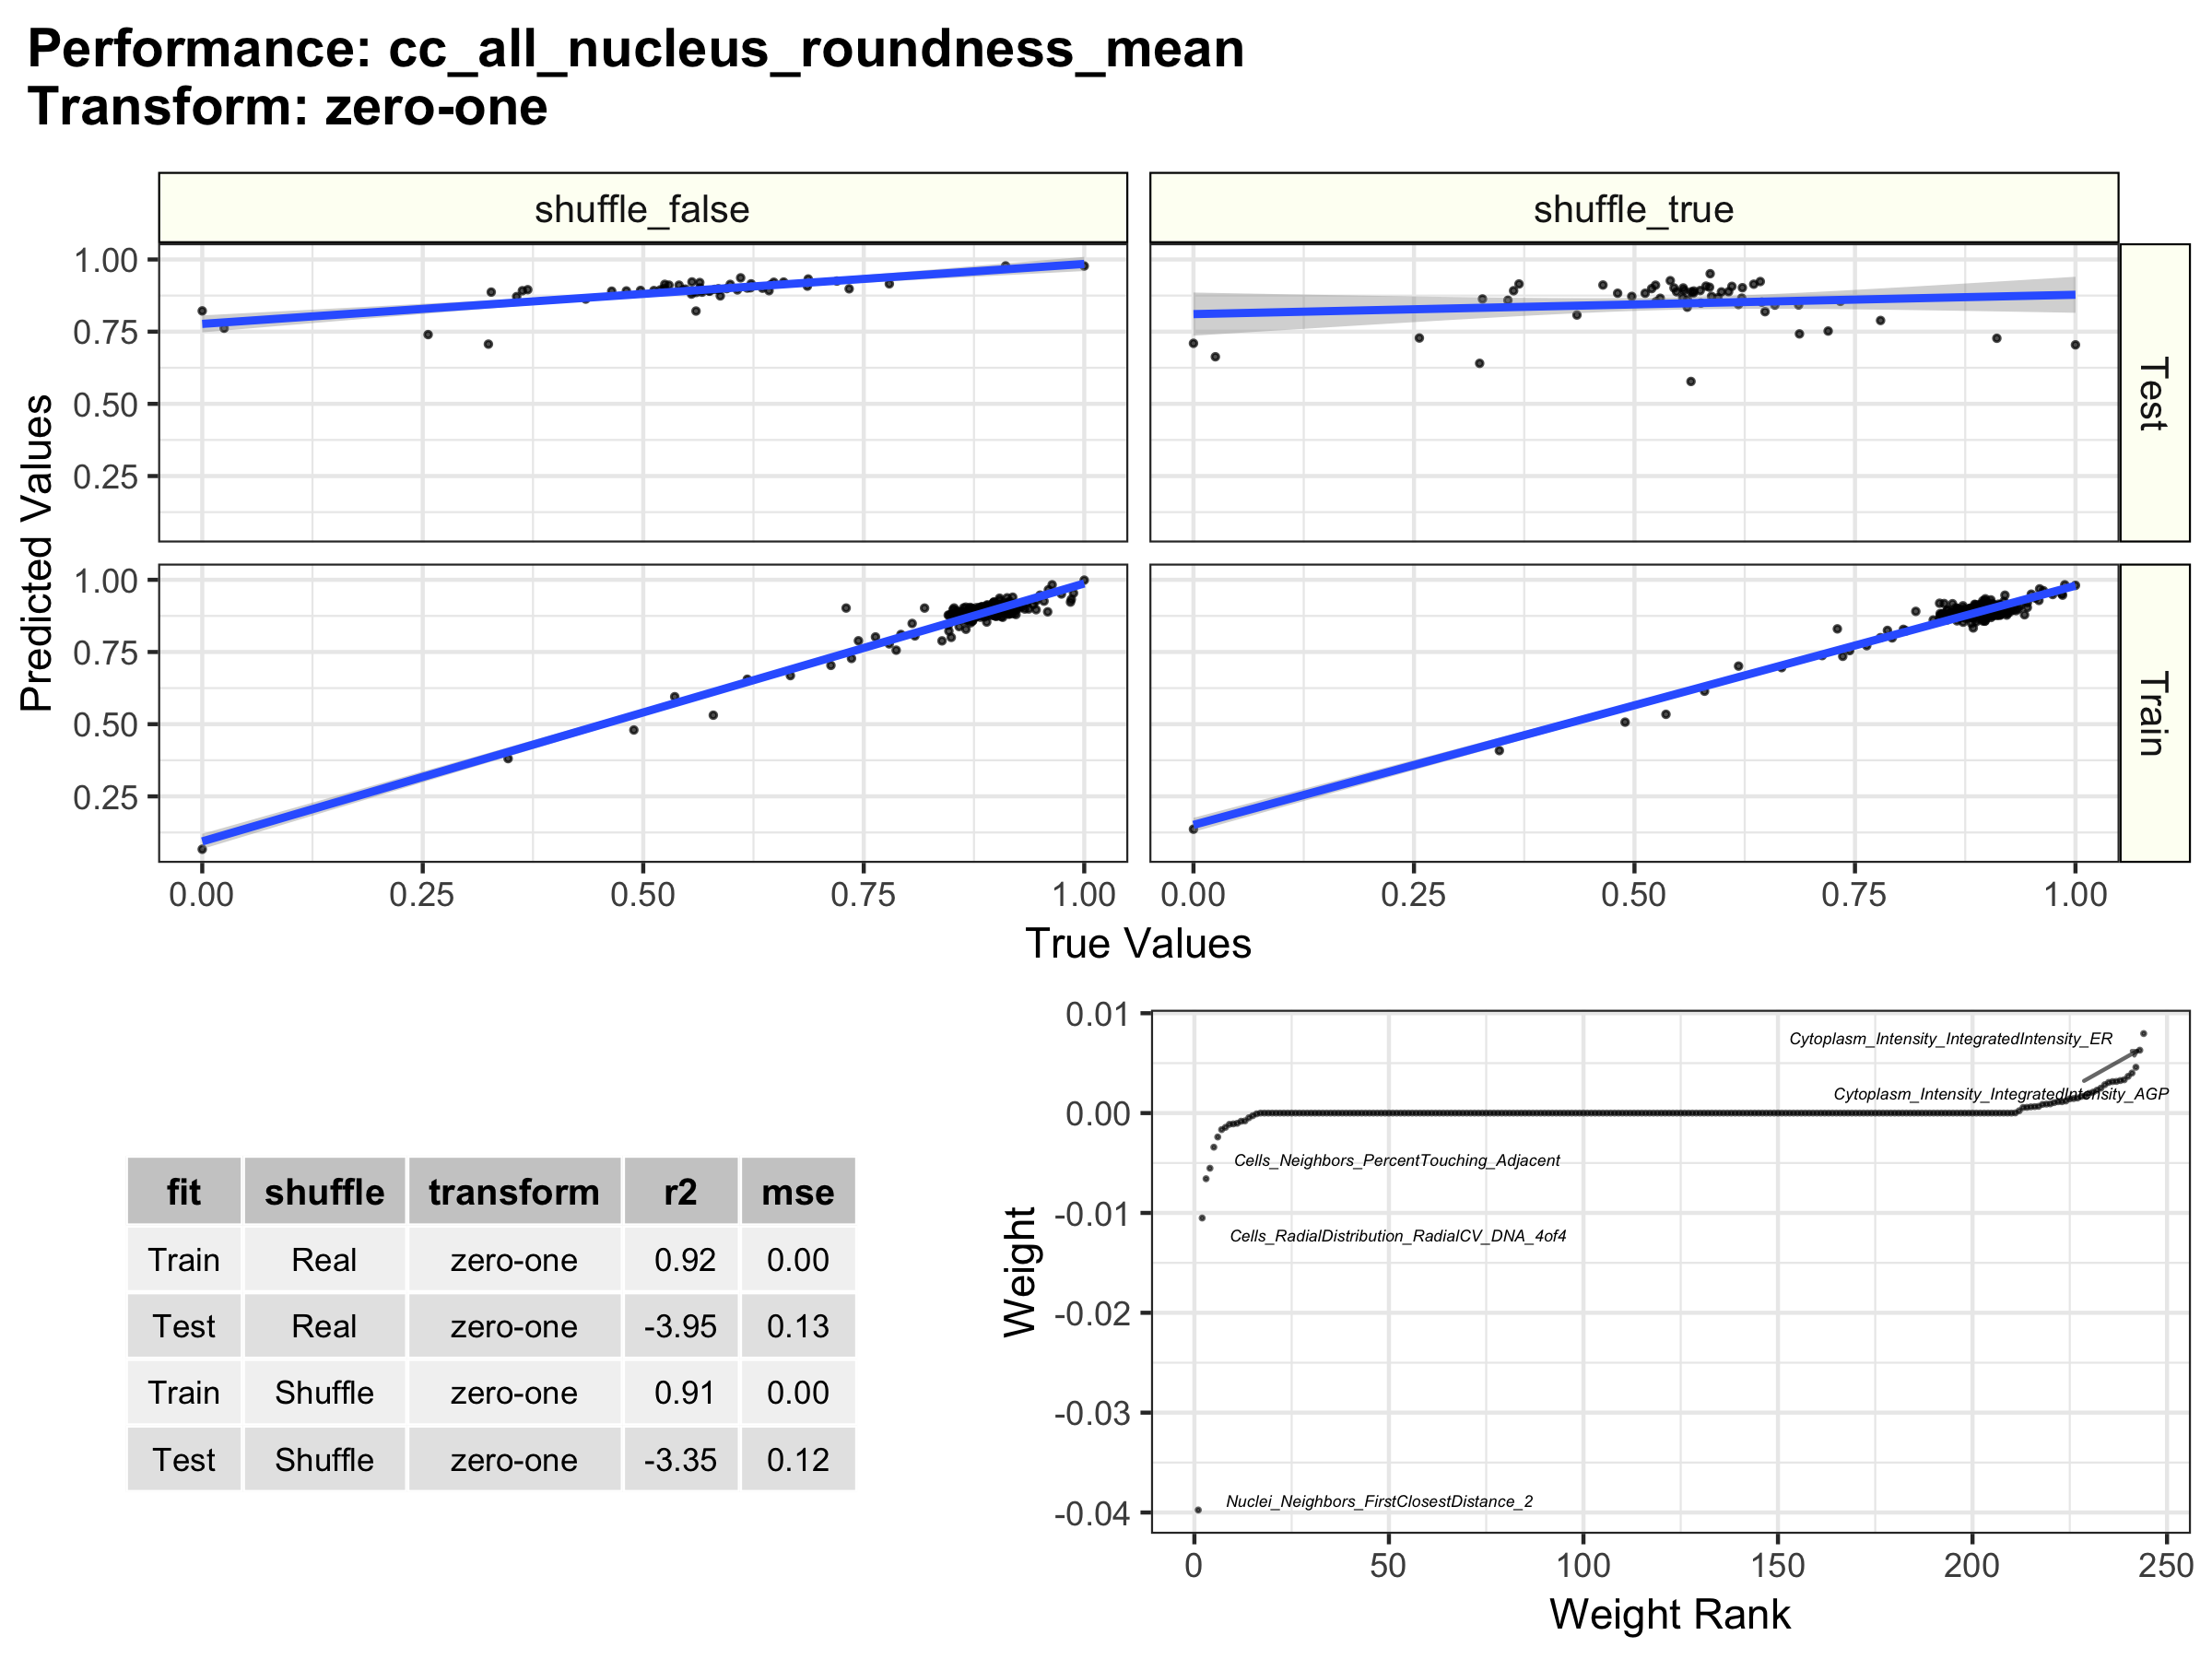 Performance: cc_all_nucleus_roundness_mean
Transform: zero-one
shuffle_false
shuffle_true
1.00
0.75
0.50
0.25
Test
1.00
0.75
0.50
0.25
Train
Predicted Values
0.00 0.25 0.50 0.75 1.00
0.00 0.25 0.50 0.75 1.00
True Values
fit shuffle transform r2 mse
Train Real zero-one 0.92 0.00
Test Real zero-one -3.95 0.13
Train Shuffle zero-one 0.91 0.00
Test Shuffle zero-one -3.35 0.12
0.01
0.00
-0.01
-0.02
-0.03
-0.04
Weight
Cytoplasm_Intensity_IntegratedIntensity_ER
Cytoplasm_Intensity_IntegratedIntensity_AGP
Cells_Neighbors_PercentTouching_Adjacent
Cells_RadialDistribution_RadialCV_DNA_4of4
Nuclei_Neighbors_FirstClosestDistance_2
0 50 100 150 200 250
Weight Rank